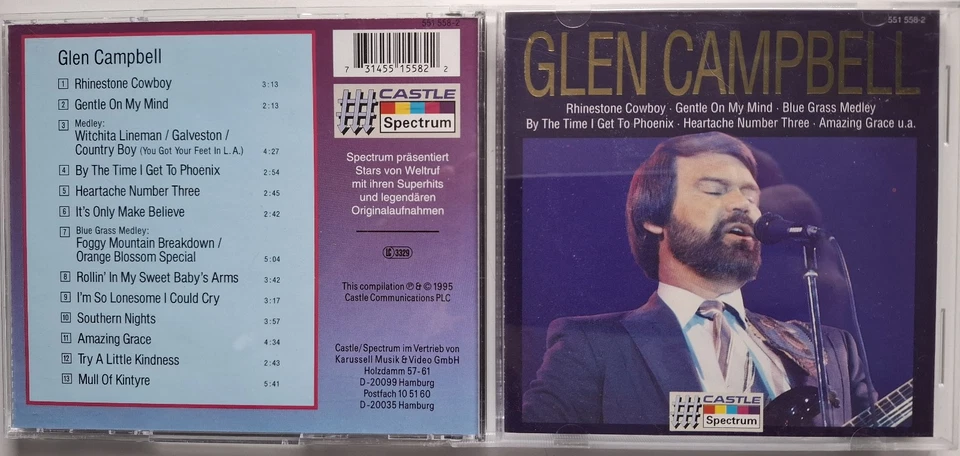 551 558-2
Glen Campbell
1 Rhinestone Cowboy 3:13
2 Gentle On My Mind 2:13
3 Medley:
Witchita Lineman / Galveston /
Country Boy (You Got Your Feet In L.A.) 4:27
4 By The Time I Get To Phoenix 2:54
5 Heartache Number Three 2:45
6 It's Only Make Believe 2:42
7 Blue Grass Medley:
Foggy Mountain Breakdown /
Orange Blossom Special 5:04
8 Rollin' In My Sweet Baby's Arms 3:42
9 I'm So Lonesome I Could Cry 3:17
10 Southern Nights 3:57
11 Amazing Grace 4:34
12 Try A Little Kindness 2:43
13 Mull Of Kintyre 5:41
7 31455 15582 2
CASTLE
Spectrum
Spectrum präsentiert
Stars von Weltruf
mit ihren Superhits
und legendären
Originalaufnahmen
LC 3329
This compilation ℗ & © 1995
Castle Communications PLC
Castle/Spectrum im Vertrieb von
Karussell Musik & Video GmbH
Holzdamm 57-61
D-20099 Hamburg
Postfach 10 51 60
D-20035 Hamburg
551 558-2
GLEN CAMPBELL
Rhinestone Cowboy · Gentle On My Mind · Blue Grass Medley
By The Time I Get To Phoenix · Heartache Number Three · Amazing Grace u.a.
CASTLE
Spectrum